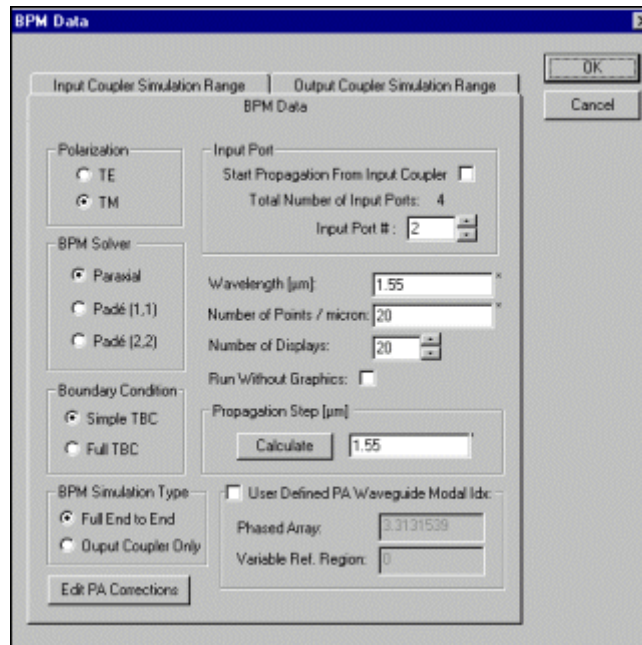 BPM Data
Input Coupler Simulation Range
Output Coupler Simulation Range
BPM Data
OK
Cancel
Polarization
TE
TM
Input Port
Start Propagation From Input Coupler
Total Number of Input Ports: 4
Input Port #: 2
BPM Solver
Paraxial
Padé (1,1)
Padé (2,2)
Wavelength [µm]: 1.55
Number of Points / micron: 20
Number of Displays: 20
Run Without Graphics:
Boundary Condition
Simple TBC
Full TBC
Propagation Step [µm]
Calculate 1.55
BPM Simulation Type
Full End to End
Ouput Coupler Only
User Defined PA Waveguide Modal Idx:
Phased Array: 3.3131539
Variable Ref. Region: 0
Edit PA Corrections